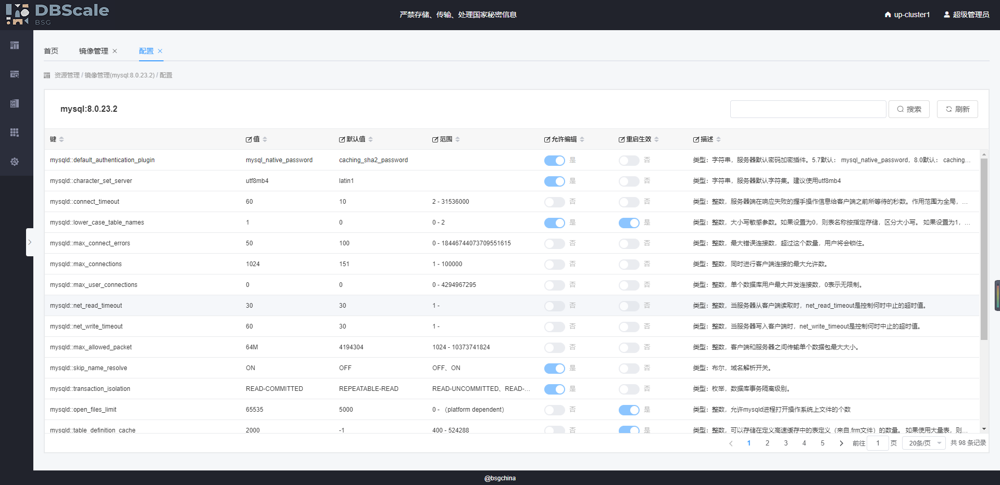 DBScale
BSG
严禁存储、传输、处理国家秘密信息
up-cluster1
超级管理员
首页
镜像管理
配置
资源管理 / 镜像管理(mysql:8.0.23.2) / 配置
mysql:8.0.23.2
搜索
刷新
键 值 默认值 范围 允许编辑 重启生效 描述
mysqld::default_authentication_plugin mysql_native_password caching_sha2_password 是 否 类型：字符串，服务器默认密码加密插件。5.7默认： mysql_native_password，8.0默认： caching...
mysqld::character_set_server utf8mb4 latin1 是 否 类型：字符串，服务器默认字符集。建议使用utf8mb4
mysqld::connect_timeout 60 10 2 - 31536000 否 否 类型：整数，服务器端在响应失败的握手操作信息给客户端之前所等待的秒数。作用范围为全局，...
mysqld::lower_case_table_names 1 0 0 - 2 是 是 类型：整数，大小写敏感参数。如果设置为0，则表名称按指定存储，区分大小写。 如果设置为1，...
mysqld::max_connect_errors 50 100 0 - 18446744073709551615 否 否 类型：整数，最大错误连接数，超过这个数量，用户将会锁住。
mysqld::max_connections 1024 151 1 - 100000 否 否 类型：整数，同时进行客户端连接的最大允许数。
mysqld::max_user_connections 0 0 0 - 4294967295 否 否 类型：整数，单个数据库用户最大并发连接数，0表示无限制。
mysqld::net_read_timeout 30 30 1 - 否 否 类型：整数，当服务器从客户端读取时，net_read_timeout是控制何时中止的超时值。
mysqld::net_write_timeout 60 30 1 - 否 否 类型：整数，当服务器写入客户端时，net_write_timeout是控制何时中止的超时值。
mysqld::max_allowed_packet 64M 4194304 1024 - 10373741824 否 否 类型：整数，客户端和服务器之间传输单个数据包最大大小。
mysqld::skip_name_resolve ON OFF OFF、ON 是 否 类型：布尔，域名解析开关。
mysqld::transaction_isolation READ-COMMITTED REPEATABLE-READ READ-UNCOMMITTED、READ-... 是 否 类型：枚举，数据库事务隔离级别。
mysqld::open_files_limit 65535 5000 0 - （platform dependent） 否 是 类型：整数，允许mysqld进程打开操作系统上文件的个数
mysqld::table_definition_cache 2000 -1 400 - 524288 否 是 类型：整数，可以存储在定义高速缓存中的表定义（来自.frm文件）的数量。 如果使用大量表，则...
1 2 3 4 5 前往 1 页 20条/页 共 98 条记录
@bsgchina